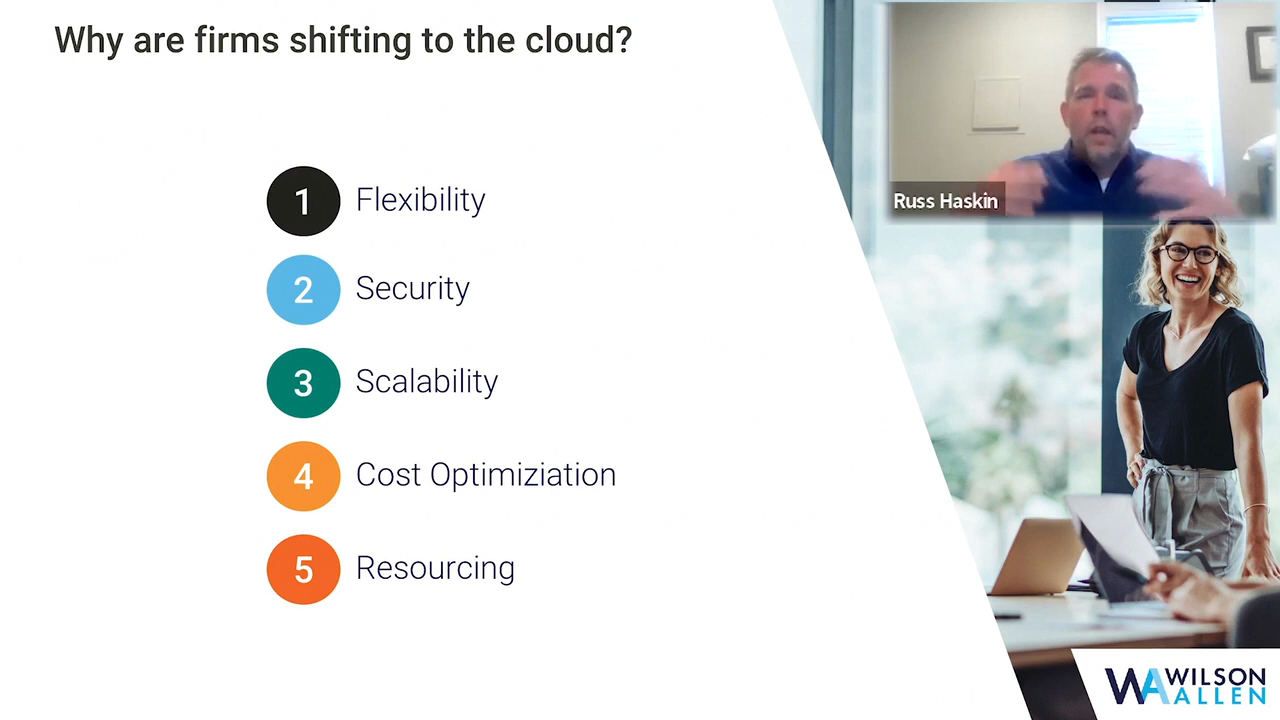 Why are firms shifting to the cloud?
1 Flexibility
2 Security
3 Scalability
4 Cost Optimiziation
5 Resourcing
Russ Haskin
WA WILSON
ALLEN